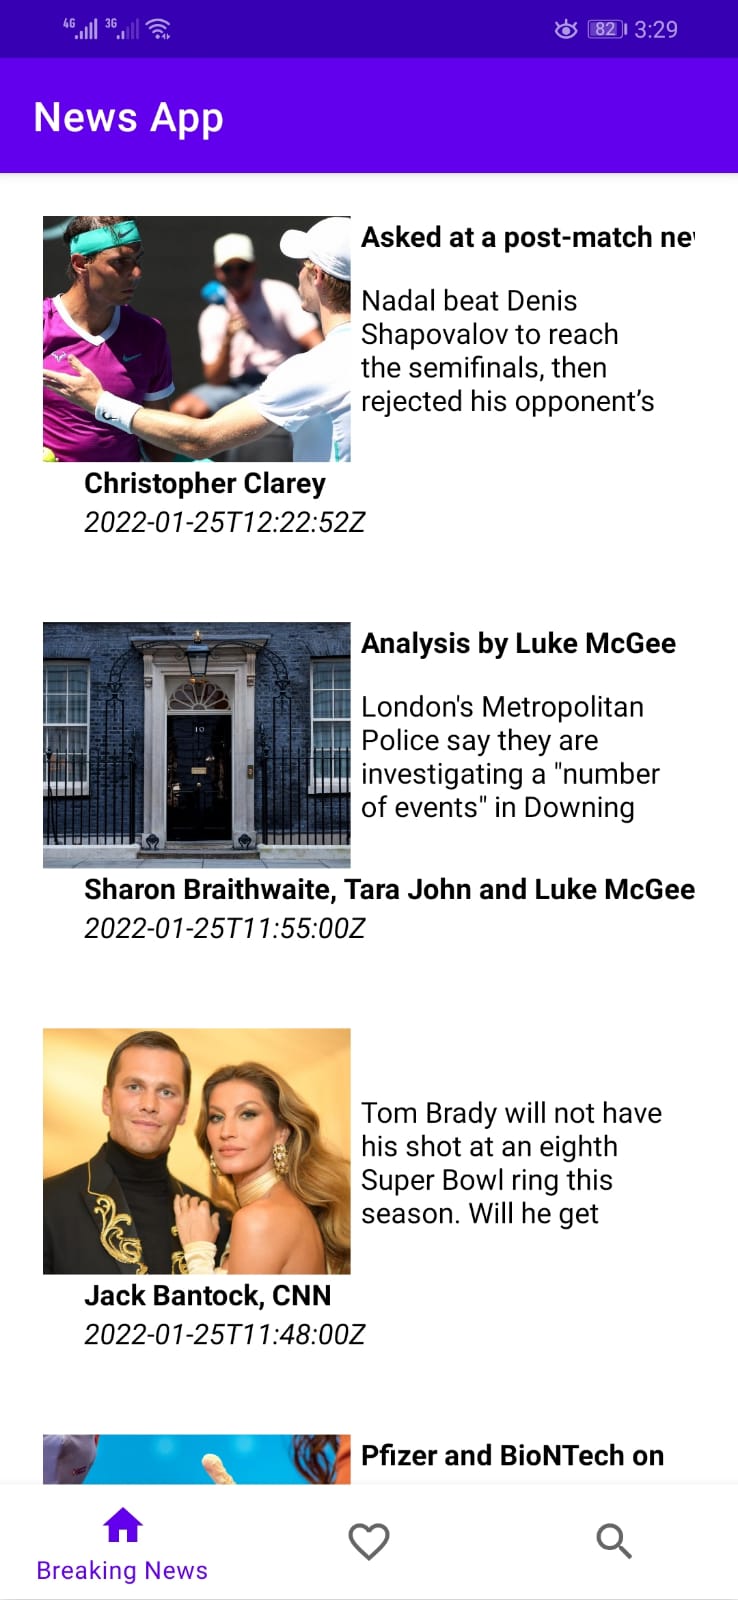 4G 3G 82 3:29
News App
Asked at a post-match ne
Nadal beat Denis
Shapovalov to reach
the semifinals, then
rejected his opponent’s
Christopher Clarey
2022-01-25T12:22:52Z
10
Analysis by Luke McGee
London's Metropolitan
Police say they are
investigating a "number
of events" in Downing
Sharon Braithwaite, Tara John and Luke McGee
2022-01-25T11:55:00Z
Tom Brady will not have
his shot at an eighth
Super Bowl ring this
season. Will he get
Jack Bantock, CNN
2022-01-25T11:48:00Z
Pfizer and BioNTech on
Breaking News